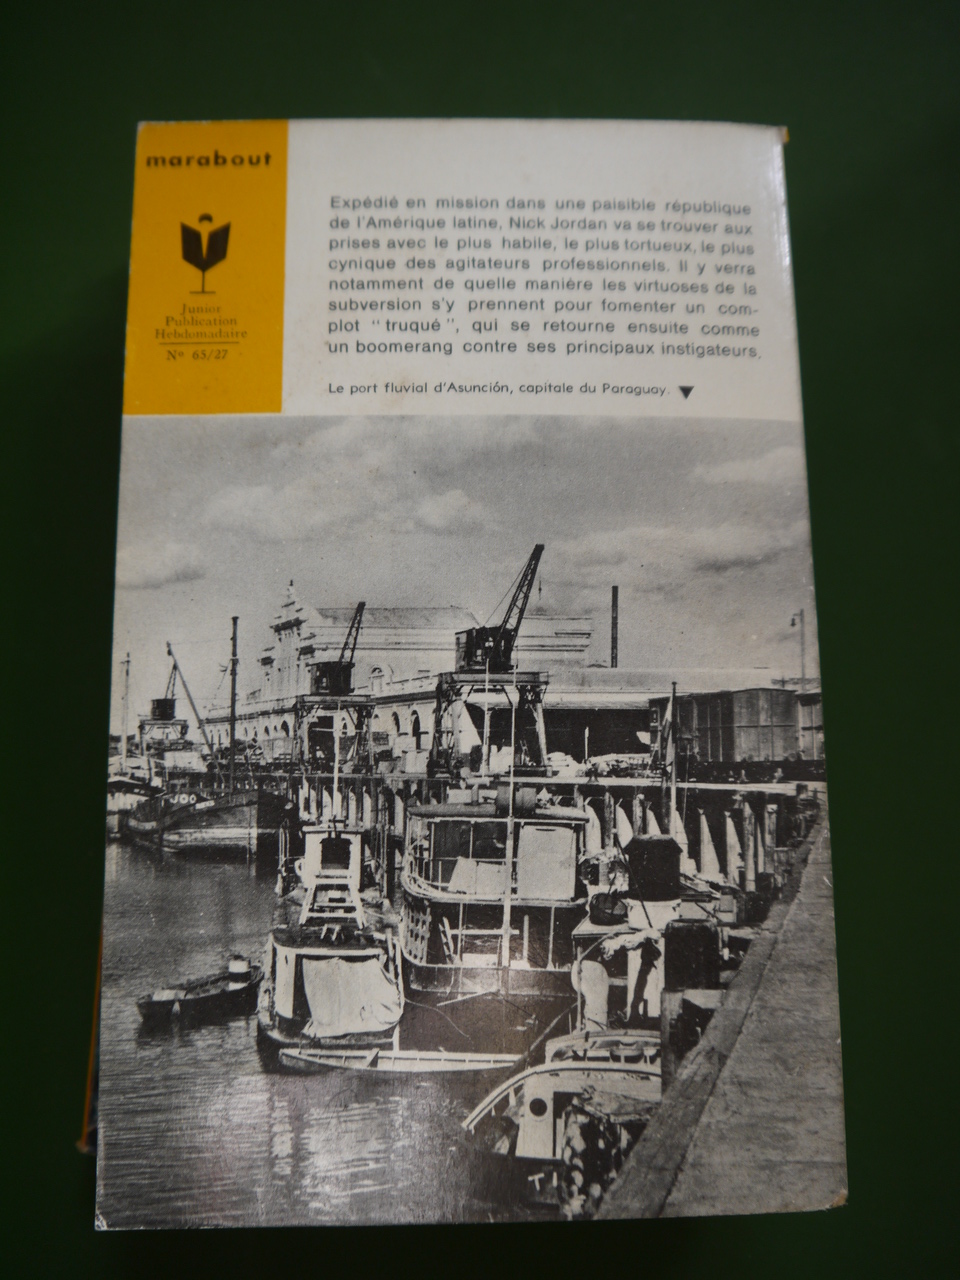 marabout
Junior
Publication
Hebdomadaire
Nº 65/27
Expédié en mission dans une paisible république
de l'Amérique latine, Nick Jordan va se trouver aux
prises avec le plus habile, le plus tortueux, le plus
cynique des agitateurs professionnels. Il y verra
notamment de quelle manière les virtuoses de la
subversion s'y prennent pour fomenter un com-
plot "truqué", qui se retourne ensuite comme
un boomerang contre ses principaux instigateurs.
Le port fluvial d'Asunción, capitale du Paraguay. ▼